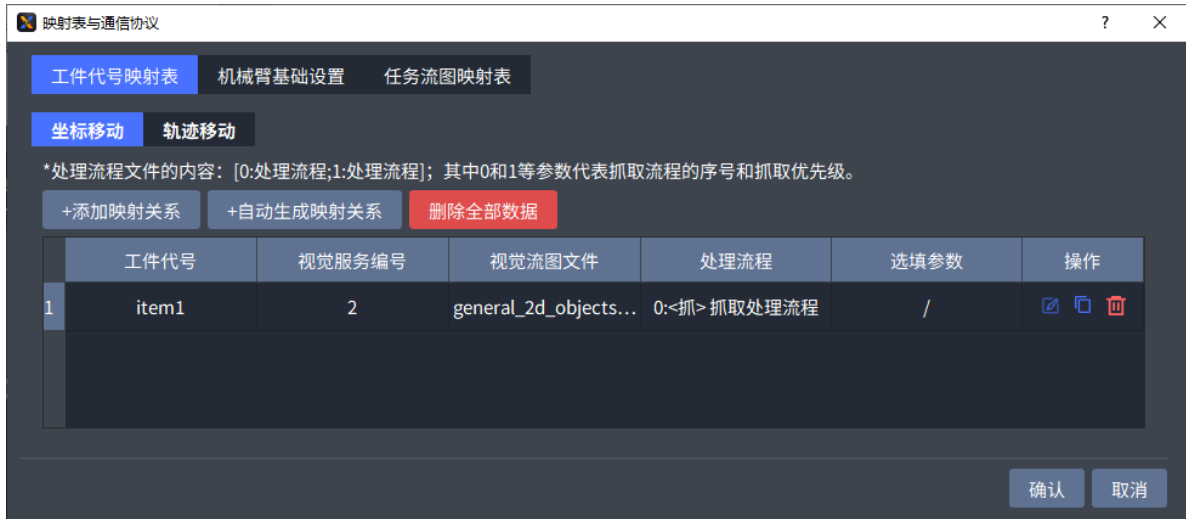 映射表与通信协议 ? ×
工件代号映射表 机械臂基础设置 任务流图映射表
坐标移动 轨迹移动
*处理流程文件的内容：[0:处理流程;1:处理流程]；其中0和1等参数代表抓取流程的序号和抓取优先级。
+添加映射关系 +自动生成映射关系 删除全部数据
工件代号 视觉服务编号 视觉流图文件 处理流程 选填参数 操作
1 item1 2 general_2d_objects... 0:<抓> 抓取处理流程 /
确认 取消